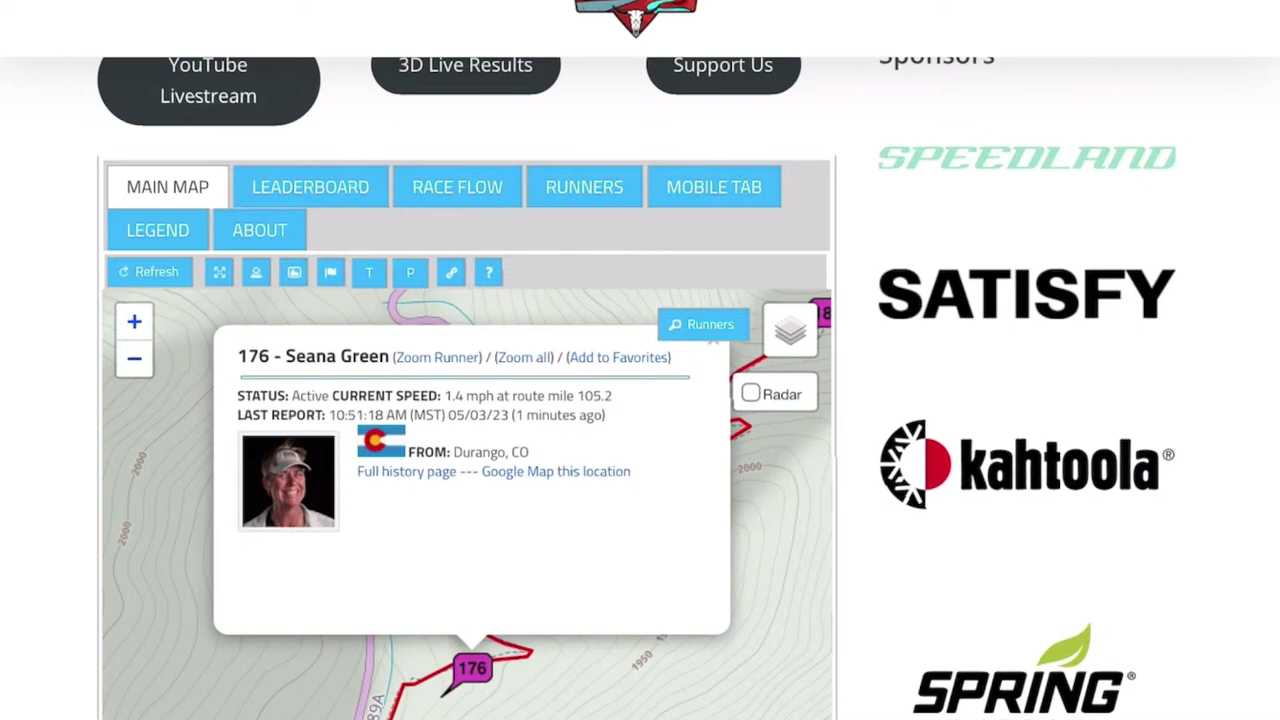 YouTube
Livestream
3D Live Results
Support Us
Sponsors
SPEEDLAND
MAIN MAP
LEADERBOARD
RACE FLOW
RUNNERS
MOBILE TAB
LEGEND
ABOUT
Refresh
T
P
?
+
−
Runners
176 - Seana Green (Zoom Runner) / (Zoom all) / (Add to Favorites)
STATUS: Active CURRENT SPEED: 1.4 mph at route mile 105.2
LAST REPORT: 10:51:18 AM (MST) 05/03/23 (1 minutes ago)
FROM: Durango, CO
Full history page --- Google Map this location
Radar
2000
2000
2000
1950
176
89A
SATISFY
kahtoola®
SPRING®